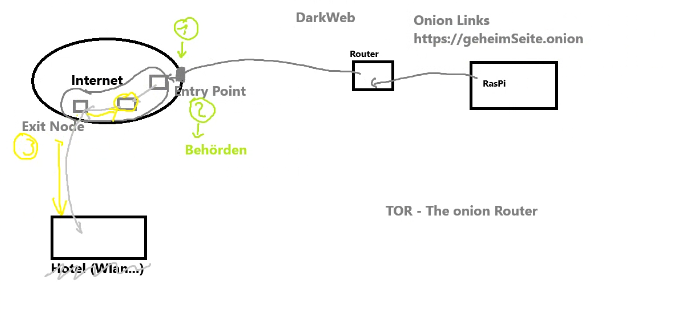 DarkWeb
Onion Links
https://geheimSeite.onion
1
Router
Internet
RasPi
Entry Point
2
Exit Node
Behörden
3
TOR - The onion Router
Hotel (Wlan...)